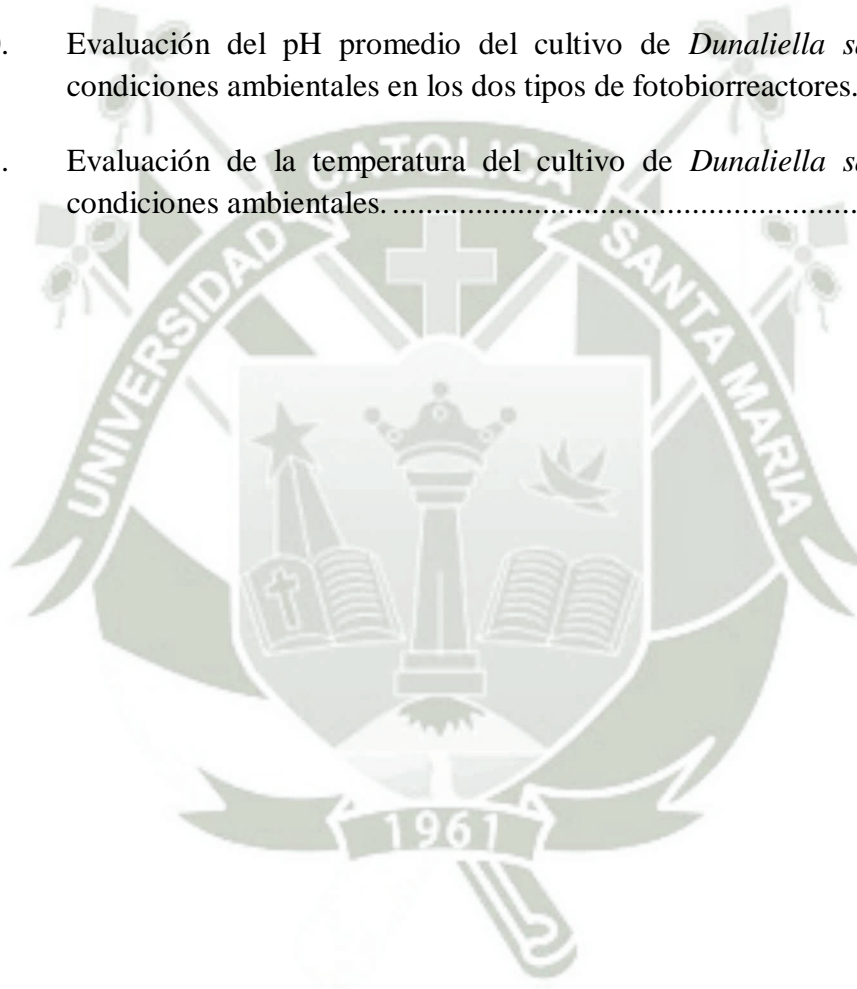 . Evaluación del pH promedio del cultivo de Dunaliella
condiciones ambientales en los dos tipos de fotobiorreactores.
. Evaluación de la temperatura del cultivo de Dunaliella
condiciones ambientales. ....................................................
CATOLICA
UNIVERSIDAD
SANTA MARIA
1961